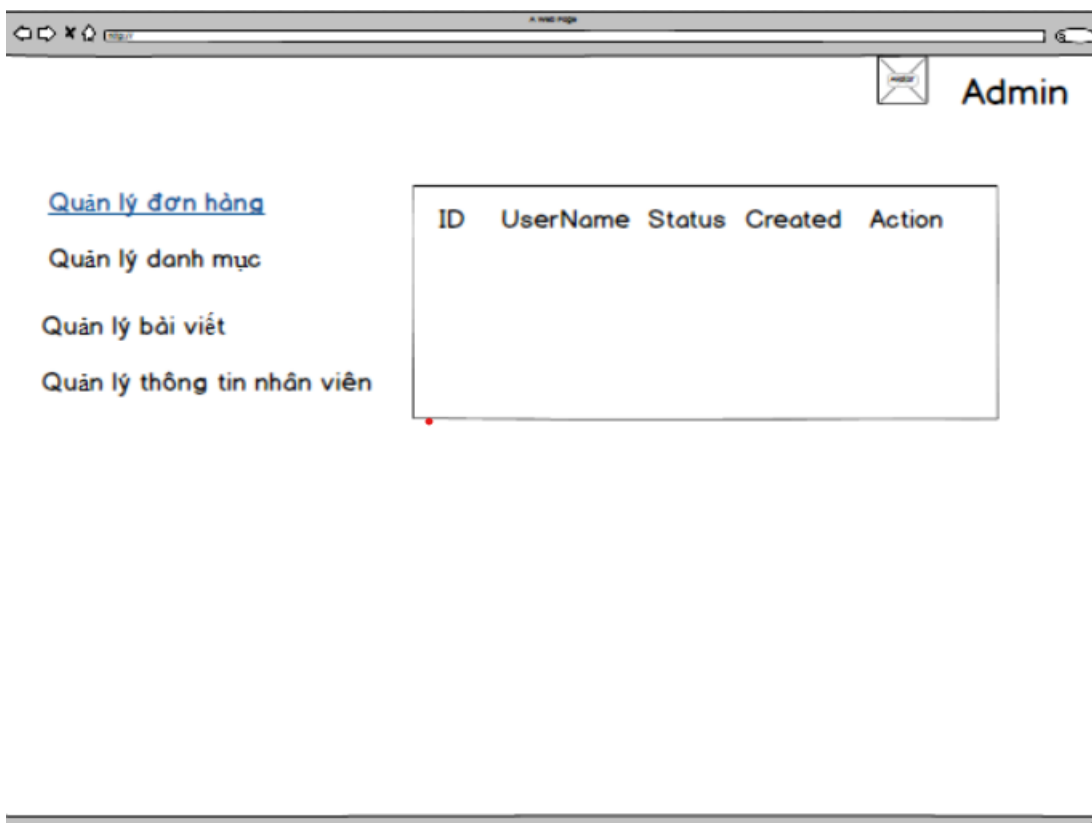 A Web Page
http://
Admin
Quản lý đơn hàng
Quản lý danh mục
Quản lý bài viết
Quản lý thông tin nhân viên
ID UserName Status Created Action